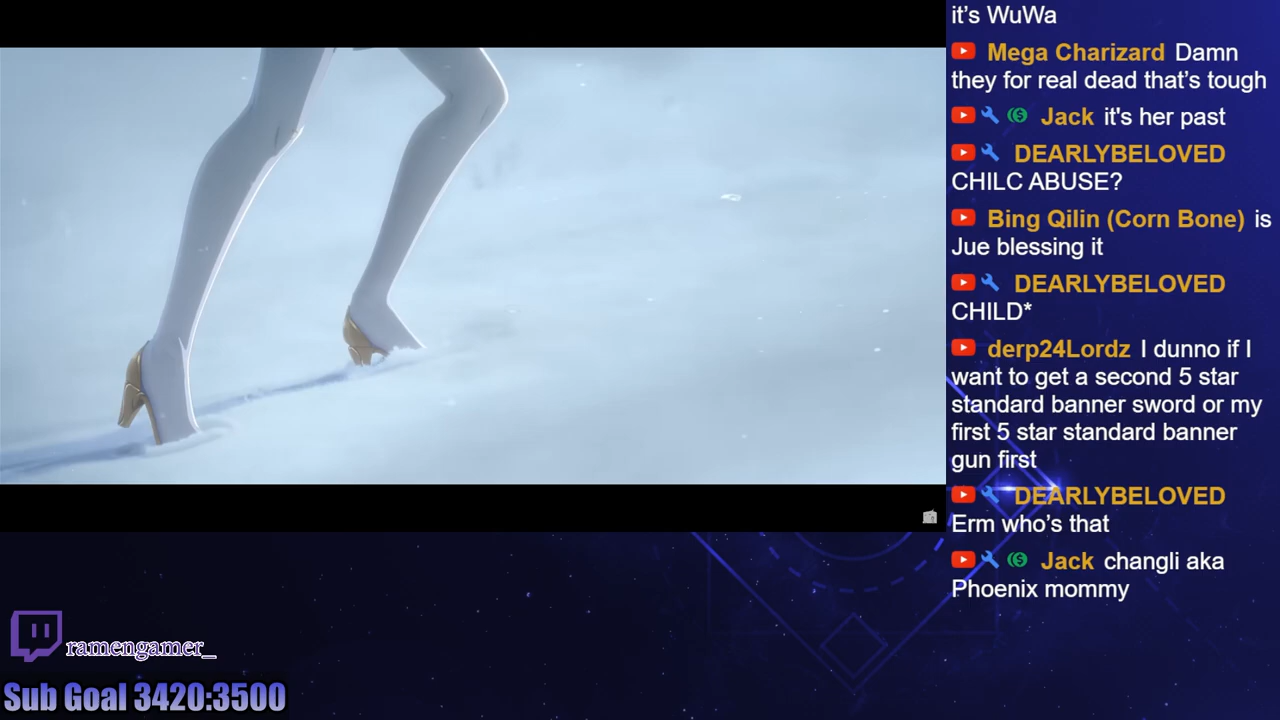 it’s WuWa
Mega Charizard Damn
they for real dead that’s tough
Jack it's her past
DEARLYBELOVED
CHILC ABUSE?
Bing Qilin (Corn Bone) is
Jue blessing it
DEARLYBELOVED
CHILD*
derp24Lordz I dunno if I
want to get a second 5 star
standard banner sword or my
first 5 star standard banner
gun first
DEARLYBELOVED
Erm who’s that
Jack changli aka
Phoenix mommy
ramengamer_
Sub Goal 3420:3500